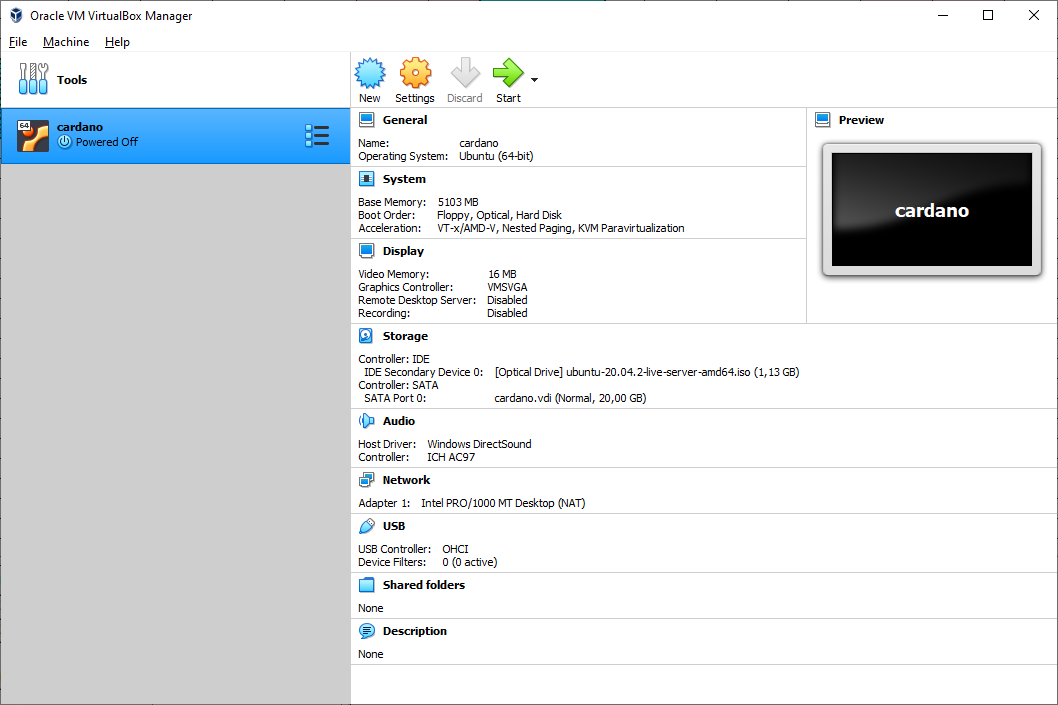 Oracle VM VirtualBox Manager
File Machine Help
Tools
New Settings Discard Start
64
cardano
Powered Off
General
Name: cardano
Operating System: Ubuntu (64-bit)
System
Base Memory: 5103 MB
Boot Order: Floppy, Optical, Hard Disk
Acceleration: VT-x/AMD-V, Nested Paging, KVM Paravirtualization
Display
Video Memory: 16 MB
Graphics Controller: VMSVGA
Remote Desktop Server: Disabled
Recording: Disabled
Storage
Controller: IDE
IDE Secondary Device 0: [Optical Drive] ubuntu-20.04.2-live-server-amd64.iso (1,13 GB)
Controller: SATA
SATA Port 0: cardano.vdi (Normal, 20,00 GB)
Audio
Host Driver: Windows DirectSound
Controller: ICH AC97
Network
Adapter 1: Intel PRO/1000 MT Desktop (NAT)
USB
USB Controller: OHCI
Device Filters: 0 (0 active)
Shared folders
None
Description
None
Preview
cardano